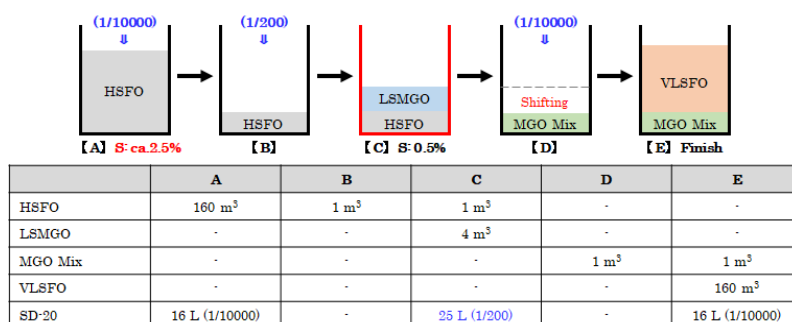 (1/10000) (1/200) (1/10000)
⇓ ⇓ ⇓
HSFO HSFO LSMGO HSFO Shifting MGO Mix VLSFO MGO Mix
【A】 S: ca.2.5% 【B】 【C】 S: 0.5% 【D】 【E】 Finish
A B C D E
HSFO 160 m³ 1 m³ 1 m³ - -
LSMGO - - 4 m³ - -
MGO Mix - - - 1 m³ 1 m³
VLSFO - - - - 160 m³
SD-20 16 L (1/10000) - 25 L (1/200) - 16 L (1/10000)